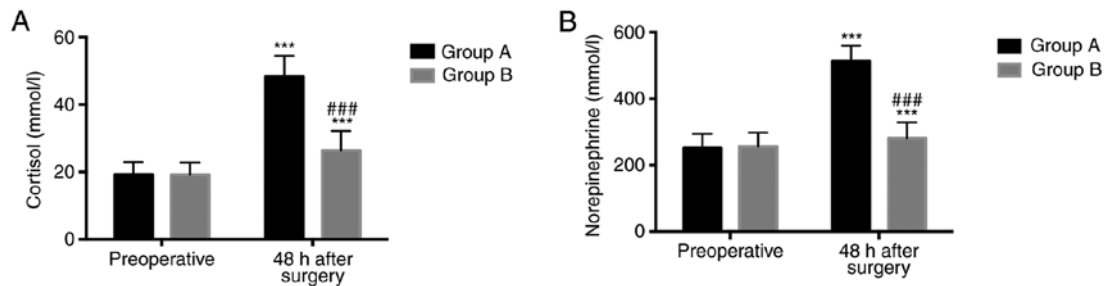 A
Cortisol (mmol/l)
60
40
20
0
***
###
***
Preoperative
48 h after
surgery
Group A
Group B
B
Norepinephrine (mmol/l)
600
400
200
0
***
###
***
Preoperative
48 h after
surgery
Group A
Group B